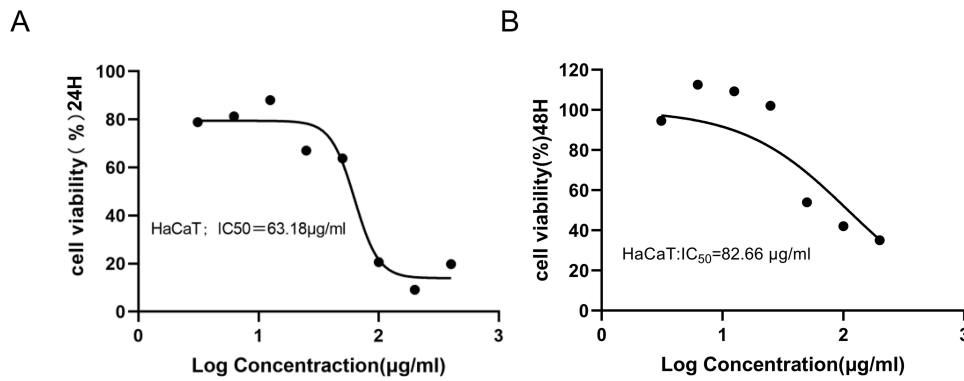 A
B
cell viability( %)24H
100
80
60
40
20
0
HaCaT; IC50=63.18μg/ml
0
1
2
3
Log Concentraction(μg/ml)
cell viability(%)48H
120
100
80
60
40
20
0
HaCaT:IC50=82.66 μg/ml
0
1
2
3
Log Concentration(μg/ml)